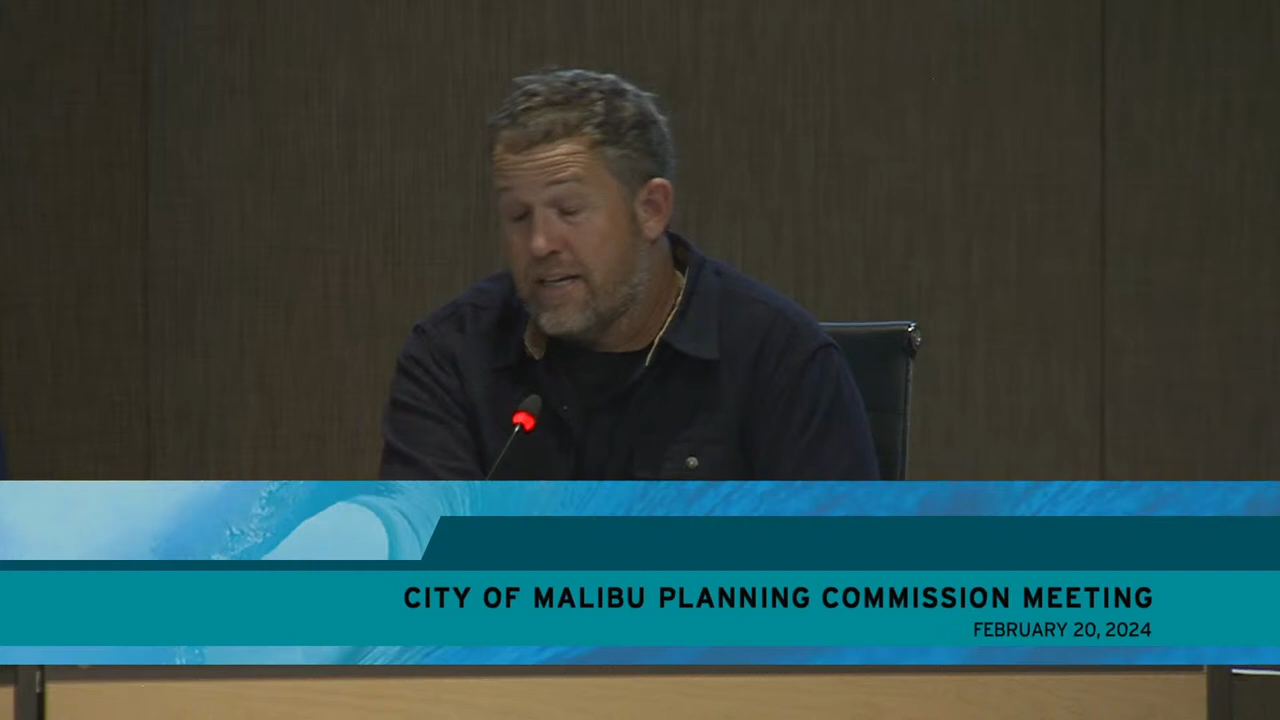 CITY OF MALIBU PLANNING COMMISSION MEETING
FEBRUARY 20, 2024